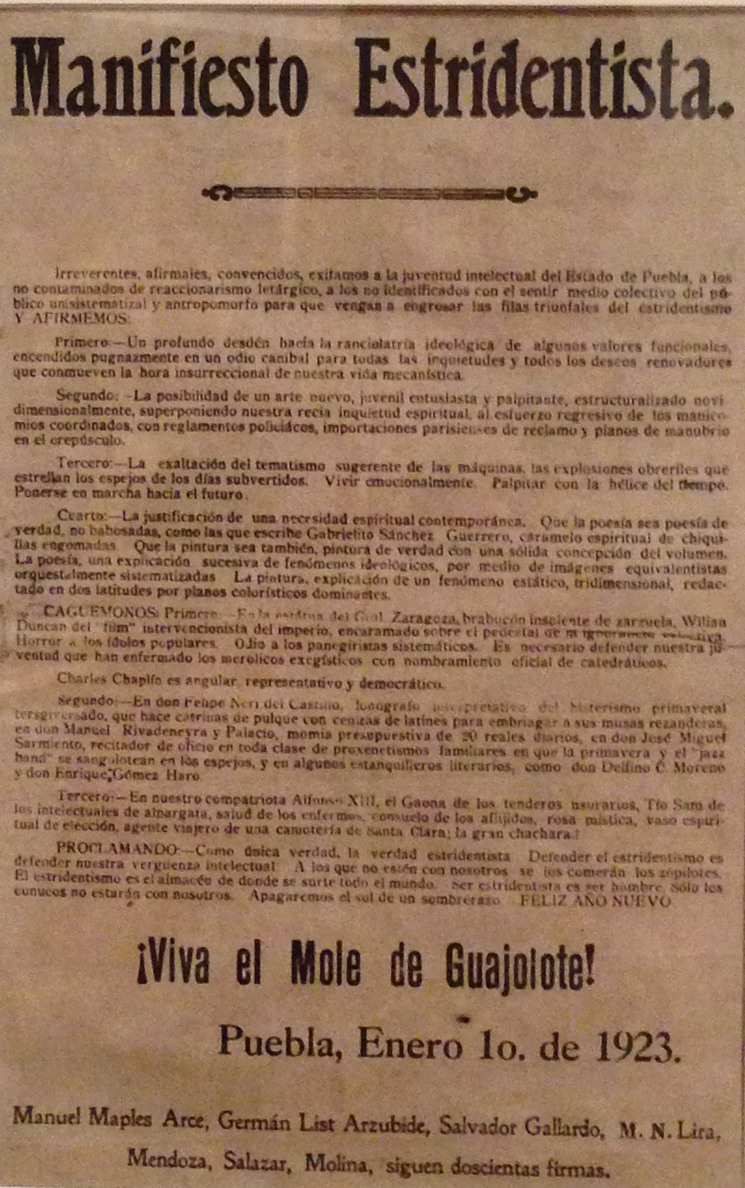 Manifiesto Estridentista.
Irreverentes, afirmales, convencidos, exitamos a la juventud intelectual del Estado de Puebla, a los
no contaminados de reaccionarismo letárgico, a los no identificados con el sentir medio colectivo del pú-
blico unisistematizal y antropomorfo para que vengan a engrosar las filas triunfales del estridentismo
Y AFIRMEMOS:
Primero:—Un profundo desdén hacia la ranciolatría ideológica de algunos valores funcionales,
encendidos pugnazmente en un odio caníbal para todas las inquietudes y todos los deseos renovadores
que conmueven la hora insurreccional de nuestra vida mecanística.
Segundo: -La posibilidad de un arte nuevo, juvenil entusiasta y palpitante, estructuralizado novi-
dimensionalmente, superponiendo nuestra recia inquietud espiritual, al esfuerzo regresivo de los manico-
mios coordinados, con reglamentos policiácos, importaciones parisienses de reclamo y pianos de manubrio
en el crepúsculo.
Tercero:—La exaltación del tematismo sugerente de las máquinas, las explosiones obreriles que
estrellan los espejos de los días subvertidos. Vivir emocionalmente. Palpitar con la hélice del tiempo.
Ponerse en marcha hacia el futuro.
Cuarto:—La justificación de una necesidad espiritual contemporánea. Que la poesía sea poesía de
verdad, no babosadas, como las que escribe Gabrielito Sánchez Guerrero, caramelo espiritual de chiqui-
llas engomadas. Que la pintura sea también, pintura de verdad con una sólida concepción del volumen.
La poesía, una explicación sucesiva de fenómenos ideológicos, por medio de imágenes equivalentistas
orquestalmente sistematizadas La pintura, explicación de un fenómeno estático, tridimensional, redac-
tado en dos latitudes por planos colorísticos dominantes.
CAGUEMONOS: Primero:—En la estátua del Gral. Zaragoza, brabucón insolente de zarzuela, Wilian
Duncan del "film" intervencionista del imperio, encaramado sobre el pedestal de la ignorancia
Horror a los ídolos populares. Odio a los panegiristas sistemáticos. Es necesario defender nuestra ju-
ventud que han enfermado los merolicos exegísticos con nombramiento oficial de catedráticos.
Charles Chaplin es angular, representativo y democrático.
Segundo:—En don Felipe Neri del Castillo, fonógrafo interpretativo del histerismo primaveral
tergiversado, que hace catrinas de pulque con cenizas de latines para embriagar a sus musas rezanderas,
en don Manuel Rivadeneyra y Palacio, momia presupuestiva de 20 reales diarios, en don José Miguel
Sarmiento, recitador de oficio en toda clase de proxenetismos familiares en que la primavera y el "jazz
band" se sangolotean en los espejos, y en algunos estanquilleros literarios, como don Delfino C. Moreno
y don Enrique Gómez Haro.
Tercero:—En nuestro compatriota Alfonso XIII, el Gaona de los tenderos usurarios, Tío Sam de
los intelectuales de alpargata, salud de los enfermos, consuelo de los aflijidos, rosa mística, vaso espiri-
tual de elección, agente viajero de una camotería de Santa Clara; la gran chachara.!
PROCLAMANDO:—Como única verdad, la verdad estridentista Defender el estridentismo es
defender nuestra vergüenza intelectual A los que no estén con nosotros se los comerán los zopilotes.
El estridentismo es el almacén de donde se surte todo el mundo. Ser estridentista es ser hombre. Sólo los
eunucos no estarán con nosotros. Apagaremos el sol de un sombrerazo FELIZ AÑO NUEVO
¡Viva el Mole de Guajolote!
Puebla, Enero 1o. de 1923.
Manuel Maples Arce, Germán List Arzubide, Salvador Gallardo, M. N. Lira,
Mendoza, Salazar, Molina, siguen doscientas firmas.